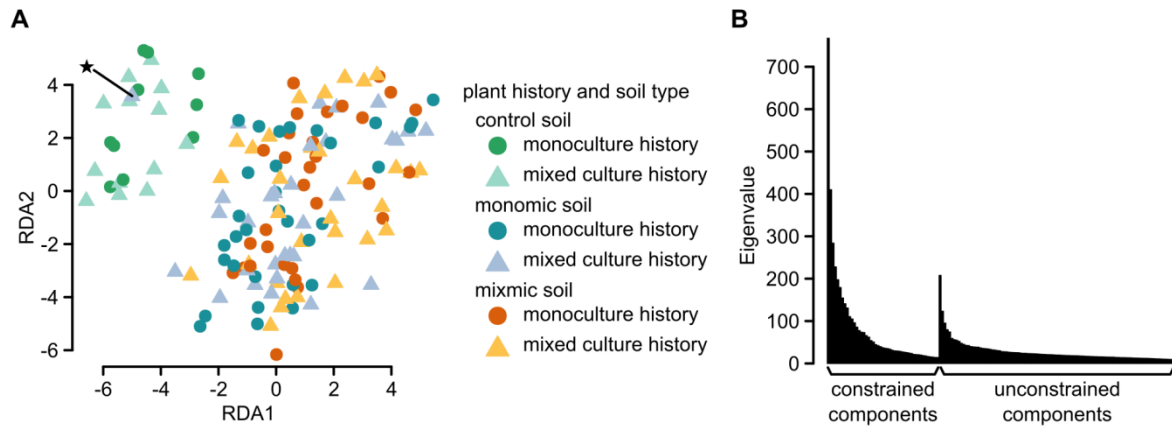 A
★
4
2
0
-2
-4
-6
RDA2
-6
-4
-2
0
2
4
RDA1
plant history and soil type
control soil
monoculture history
mixed culture history
monomic soil
monoculture history
mixed culture history
mixmic soil
monoculture history
mixed culture history
B
700
600
500
400
300
200
100
0
Eigenvalue
constrained
components
unconstrained
components